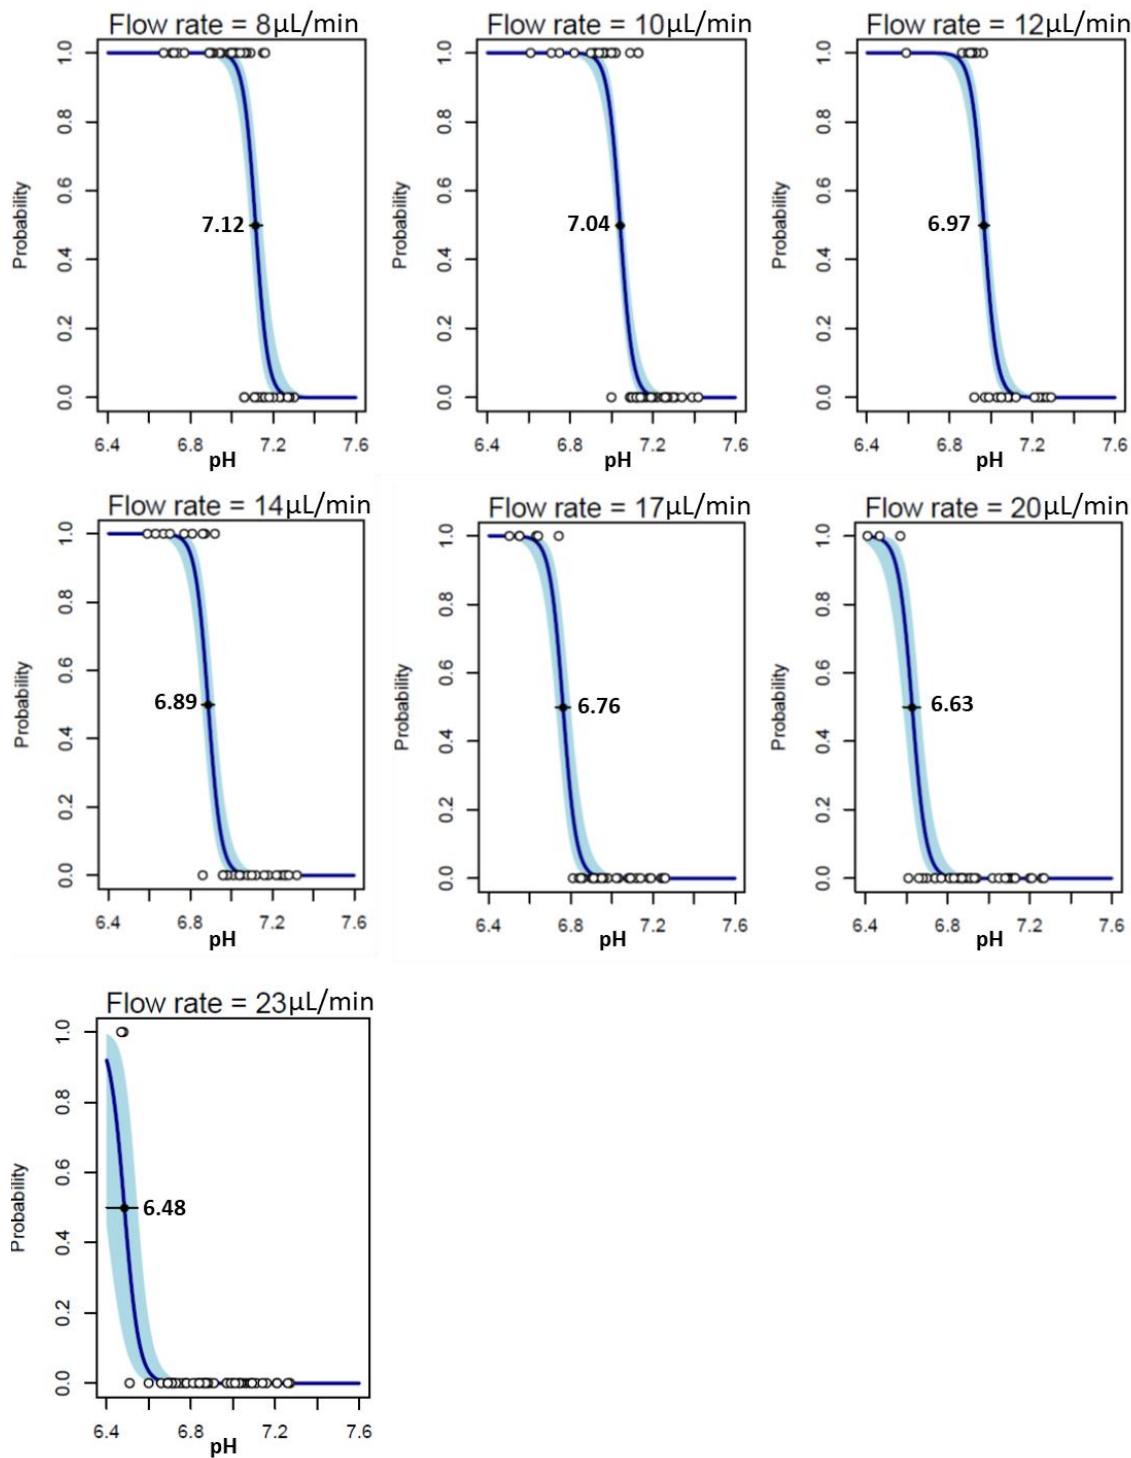 Flow rate = 8μL/min
Probability
0.0 0.2 0.4 0.6 0.8 1.0
7.12
6.4 6.8 7.2 7.6
pH
Flow rate = 10μL/min
Probability
0.0 0.2 0.4 0.6 0.8 1.0
7.04
6.4 6.8 7.2 7.6
pH
Flow rate = 12μL/min
Probability
0.0 0.2 0.4 0.6 0.8 1.0
6.97
6.4 6.8 7.2 7.6
pH
Flow rate = 14μL/min
Probability
0.0 0.2 0.4 0.6 0.8 1.0
6.89
6.4 6.8 7.2 7.6
pH
Flow rate = 17μL/min
Probability
0.0 0.2 0.4 0.6 0.8 1.0
6.76
6.4 6.8 7.2 7.6
pH
Flow rate = 20μL/min
Probability
0.0 0.2 0.4 0.6 0.8 1.0
6.63
6.4 6.8 7.2 7.6
pH
Flow rate = 23μL/min
Probability
0.0 0.2 0.4 0.6 0.8 1.0
6.48
6.4 6.8 7.2 7.6
pH